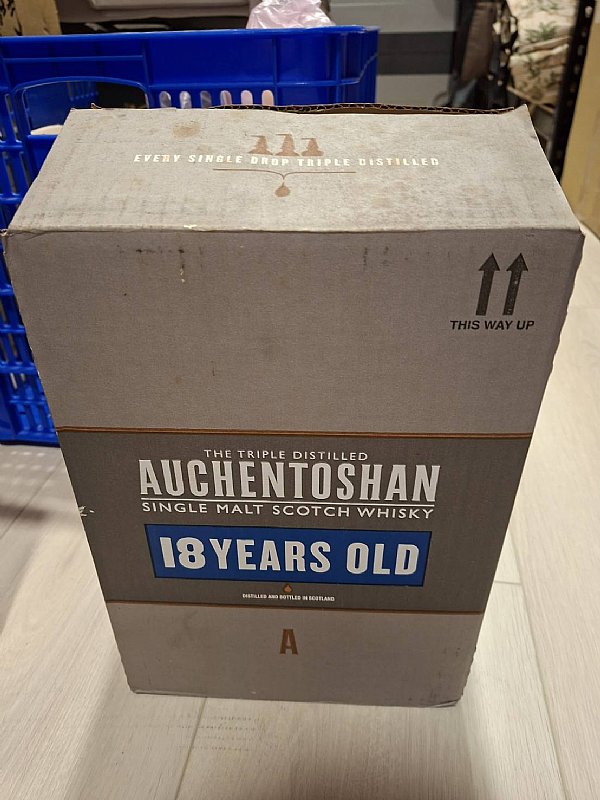 EVERY SINGLE DROP TRIPLE DISTILLED
THIS WAY UP
THE TRIPLE DISTILLED
AUCHENTOSHAN
SINGLE MALT SCOTCH WHISKY
18 YEARS OLD
DISTILLED AND BOTTLED IN SCOTLAND
A